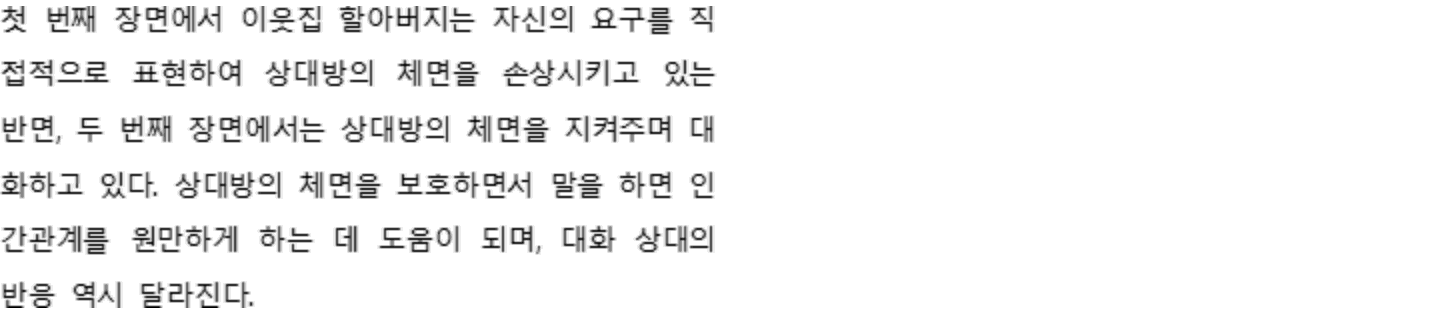 첫 번째 장면에서 이웃집 할아버지는 자신의 요구를 직
접적으로 표현하여 상대방의 체면을 손상시키고 있는
반면, 두 번째 장면에서는 상대방의 체면을 지켜주며 대
화하고 있다. 상대방의 체면을 보호하면서 말을 하면 인
간관계를 원만하게 하는 데 도움이 되며, 대화 상대의
반응 역시 달라진다.